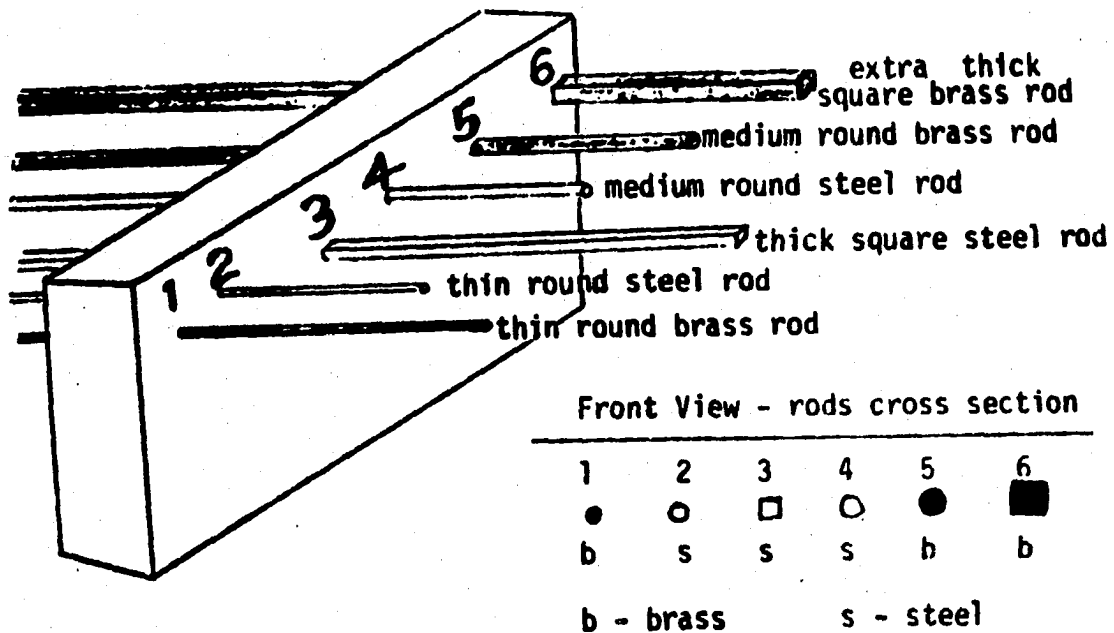 6
extra thick
square brass rod
5
medium round brass rod
4
medium round steel rod
3
thick square steel rod
2
thin round steel rod
1
thin round brass rod
Front View - rods cross section
1 2 3 4 5 6
b s s s b b
b - brass s - steel